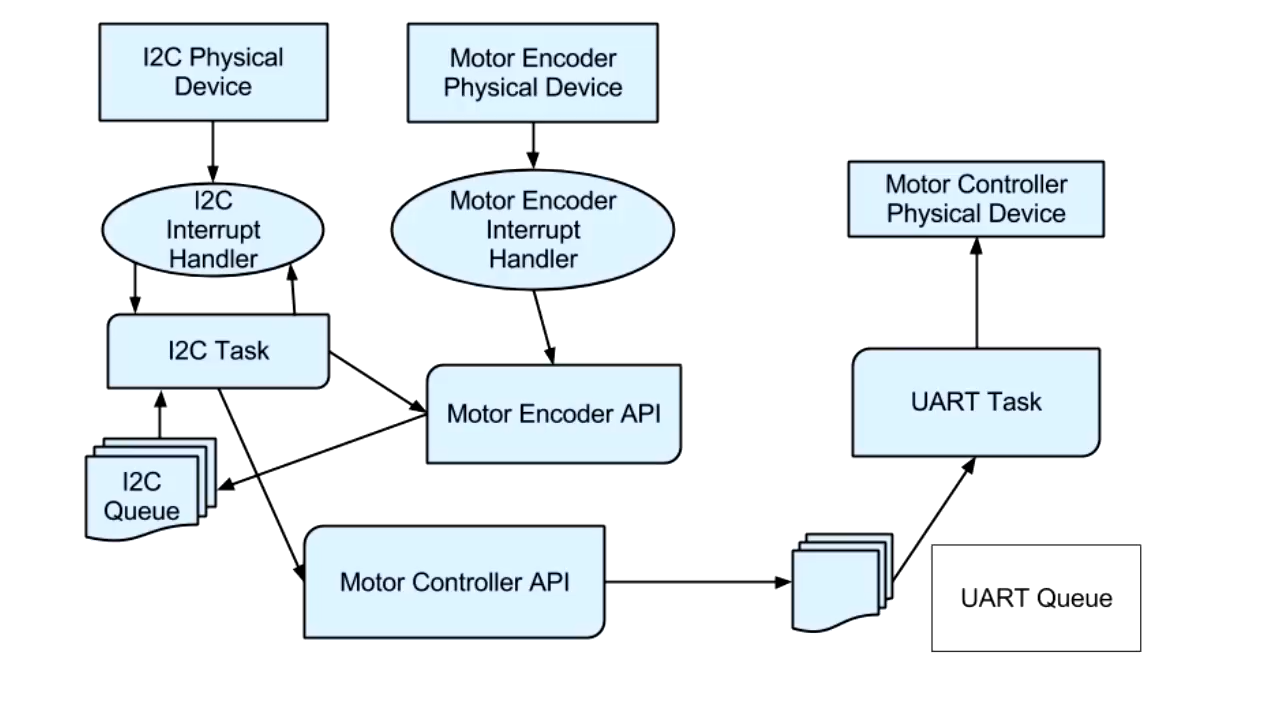 I2C Physical
Device
Motor Encoder
Physical Device
Motor Controller
Physical Device
I2C
Interrupt
Handler
Motor Encoder
Interrupt
Handler
I2C Task
Motor Encoder API
UART Task
I2C
Queue
Motor Controller API
UART Queue